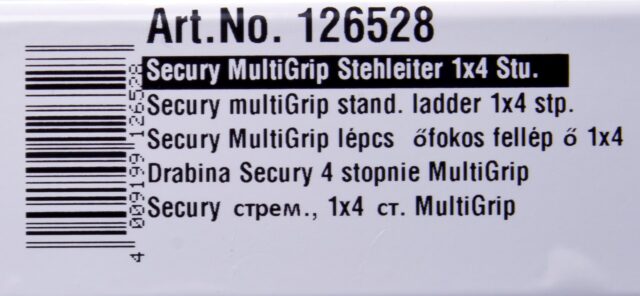 Art.No. 126528
Secury MultiGrip Stehleiter 1x4 Stu.
Secury multiGrip stand. ladder 1x4 stp.
Secury MultiGrip lépcs őfokos fellép ő 1x4
Drabina Secury 4 stopnie MultiGrip
Secury стрем., 1x4 ст. MultiGrip
4 009199 126528